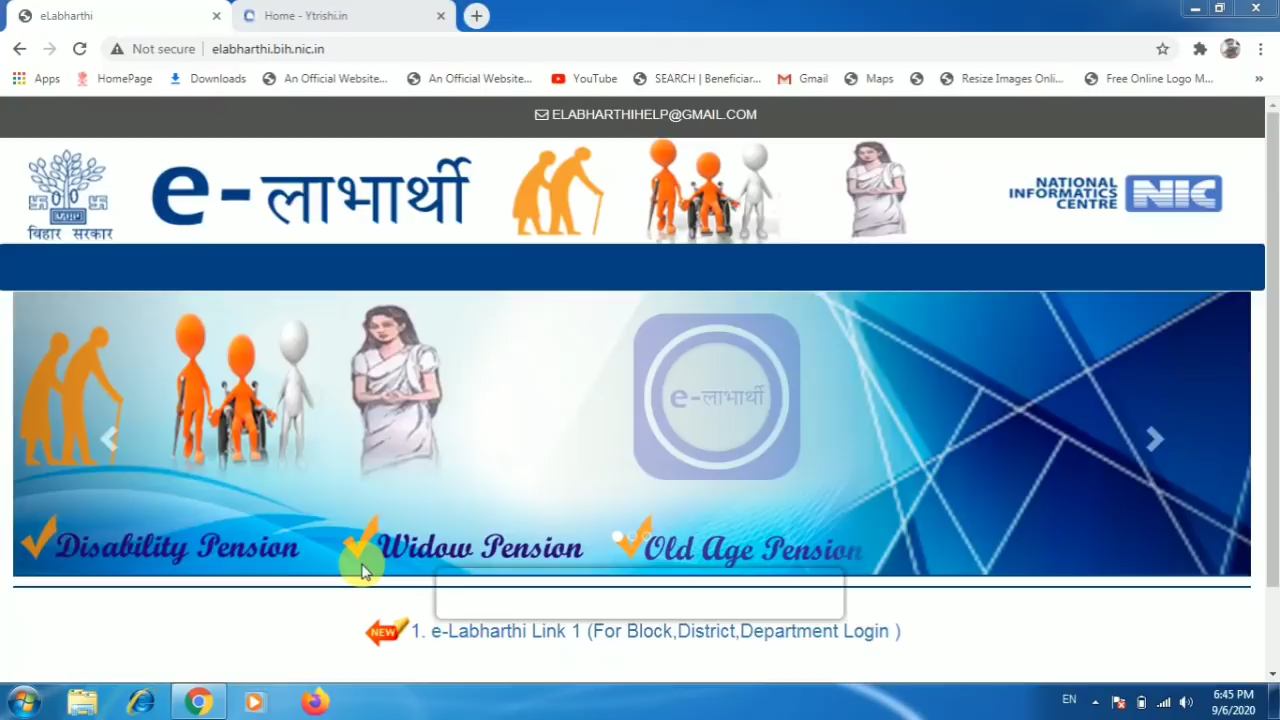 eLabharthi
Home - Ytrishi.in
Not secure
elabharthi.bih.nic.in
Apps
HomePage
Downloads
An Official Website...
An Official Website...
YouTube
SEARCH | Beneficiar...
Gmail
Maps
Resize Images Onli...
Free Online Logo M...
»
ELABHARTHIHELP@GMAIL.COM
बिहार सरकार
e-लाभार्थी
NATIONAL
INFORMATICS
CENTRE
NIC
e-लाभार्थी
Disability Pension
Widow Pension
Old Age Pension
NEW
1. e-Labharthi Link 1 (For Block,District,Department Login )
EN
6:45 PM
9/6/2020